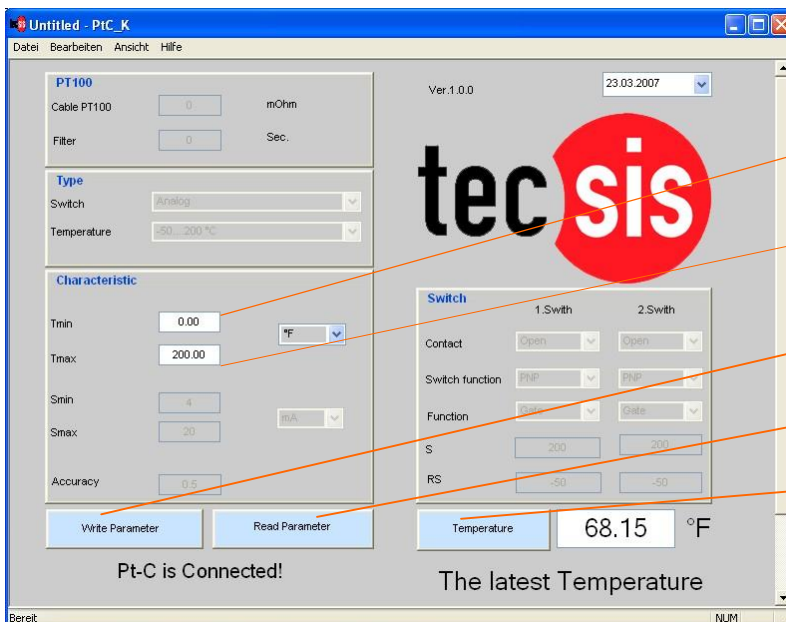 Untitled - PtC_K
Datei Bearbeiten Ansicht Hilfe
PT100
Cable PT100 0 mOhm
Filter 0 Sec.
Type
Switch Analog
Temperature -50....200 °C
Characteristic
Tmin 0.00
°F
Tmax 200.00
Smin 4
mA
Smax 20
Accuracy 0.5
Write Parameter Read Parameter
Pt-C is Connected!
Ver.1.0.0 23.03.2007
tecsis
Switch
1.Swith 2.Swith
Contact Open Open
Switch function PNP PNP
Function Gate Gate
S 200 200
RS -50 -50
Temperature 68.15 °F
The latest Temperature
Bereit NUM